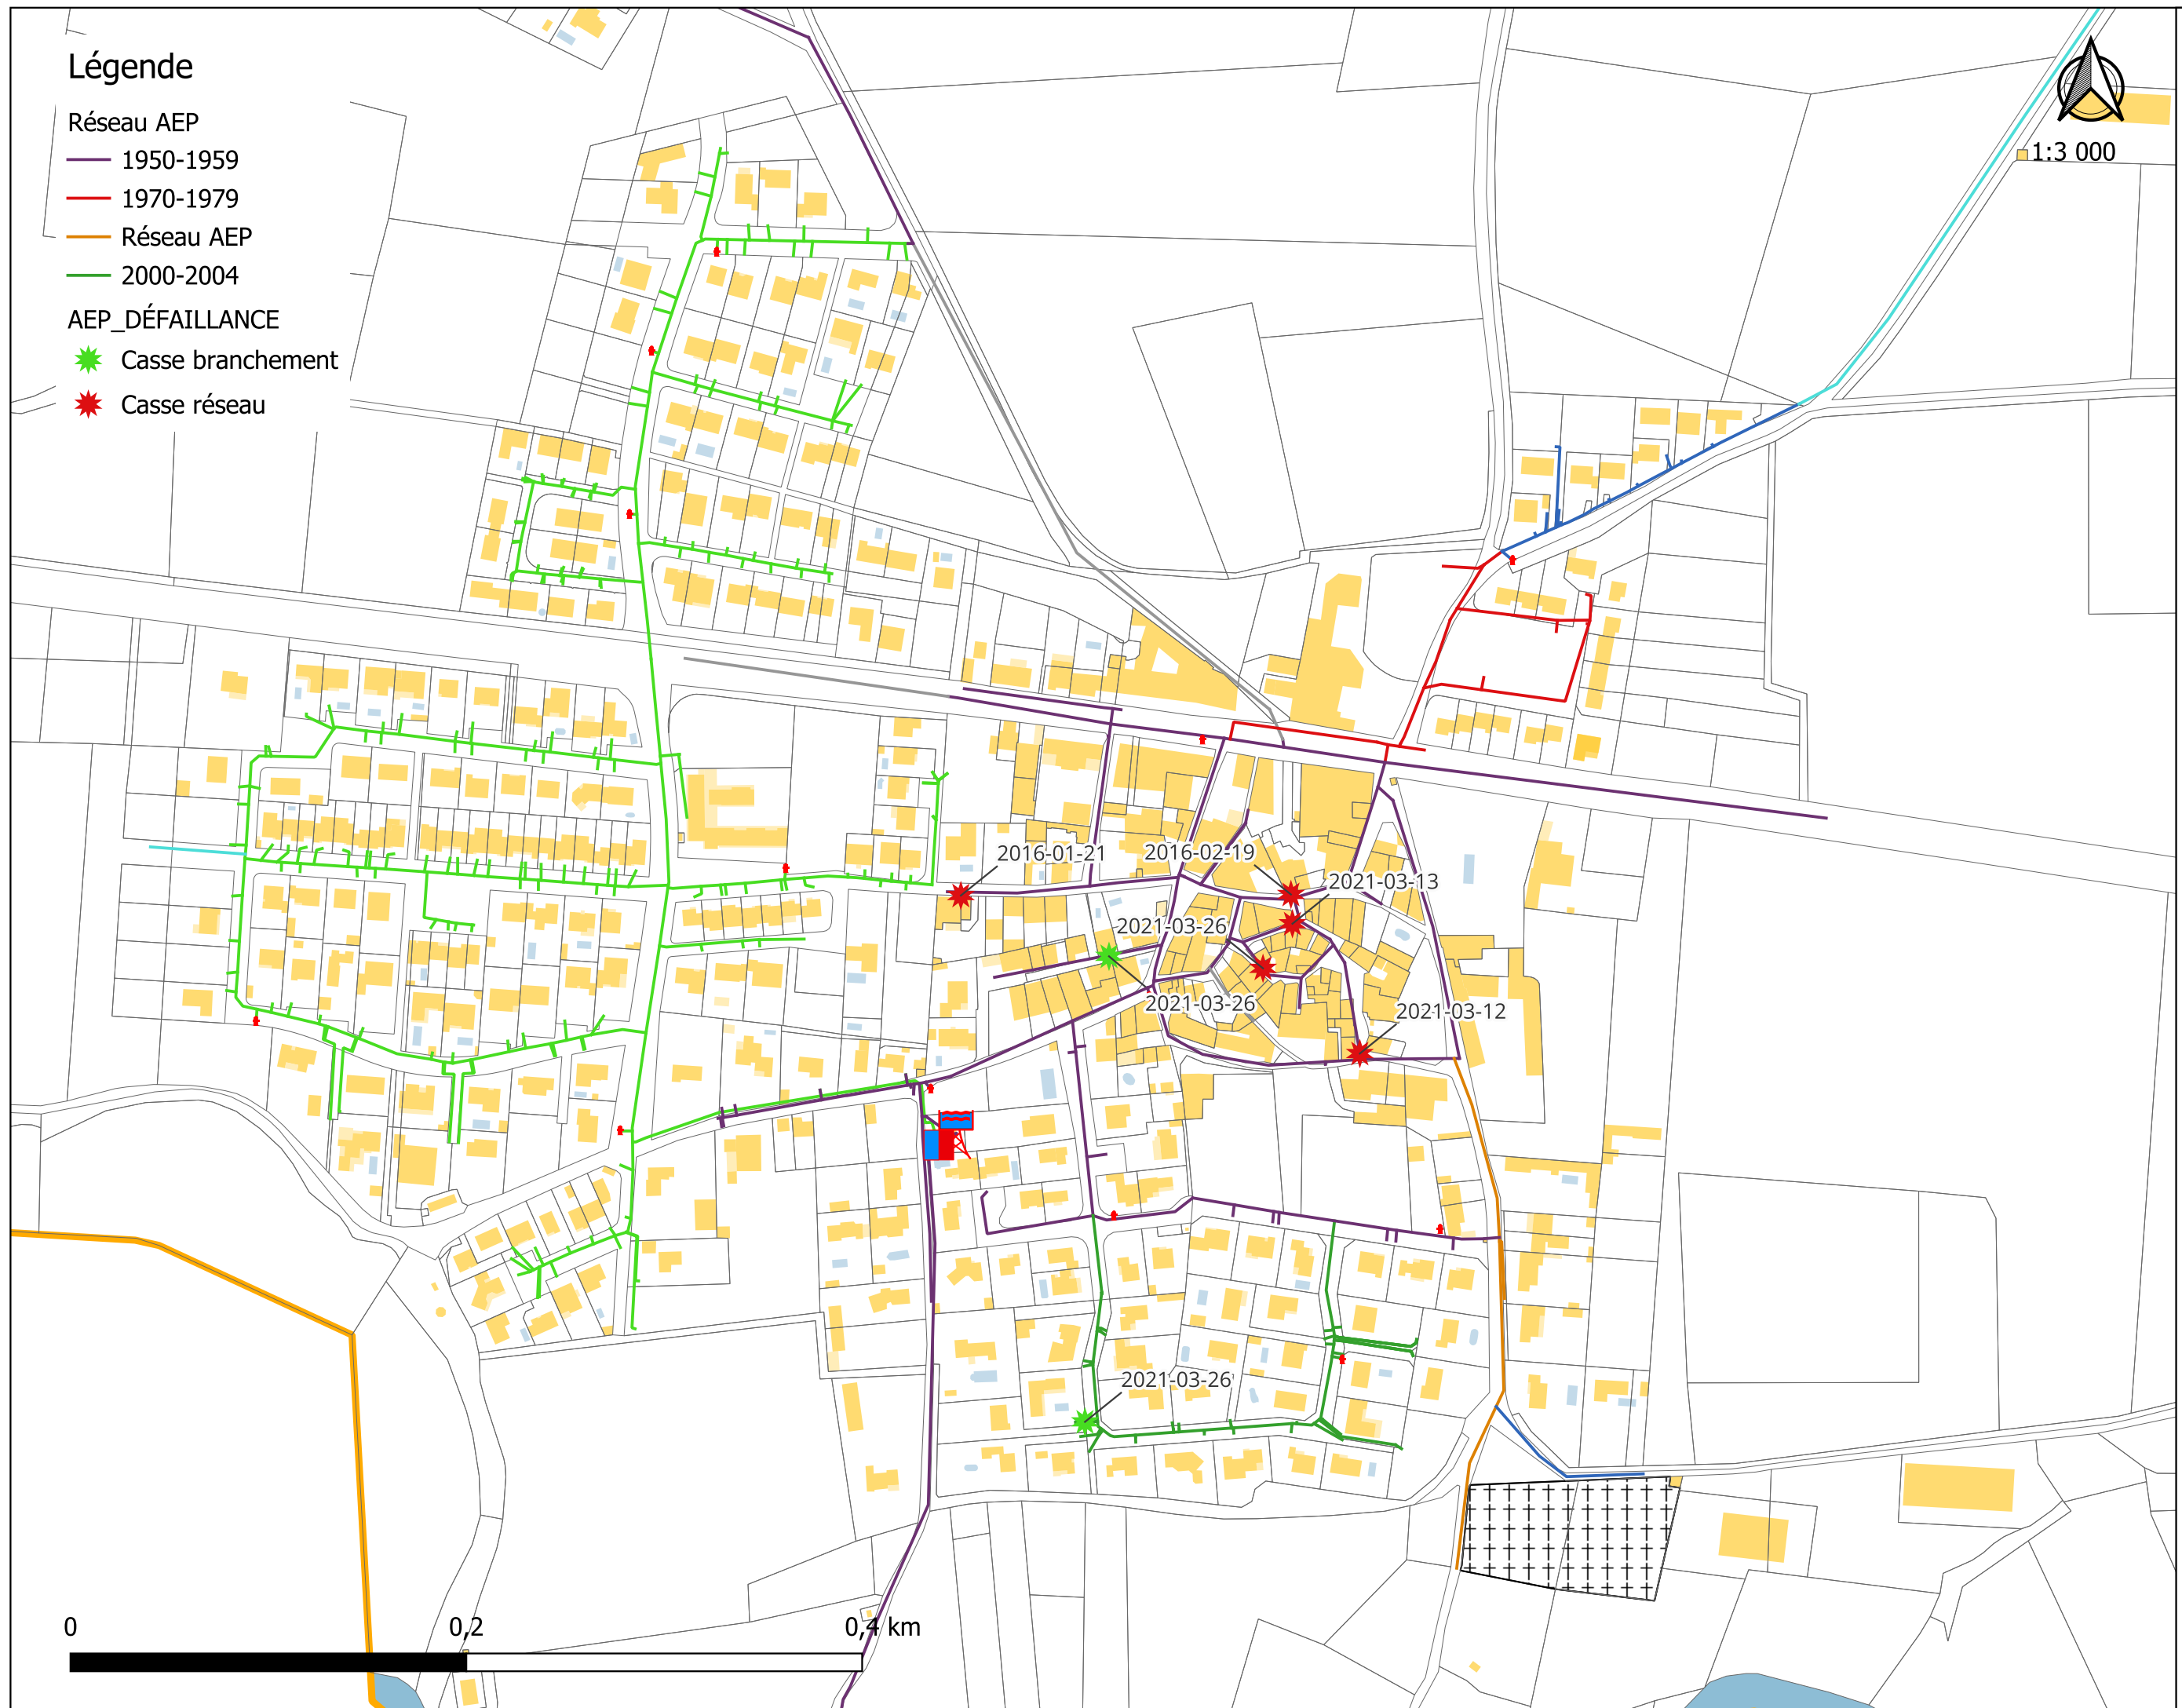 Légende
Réseau AEP
1950-1959
1970-1979
Réseau AEP
2000-2004
AEP_DÉFAILLANCE
Casse branchement
Casse réseau
1:3 000
2016-01-21
2016-02-19
2021-03-13
2021-03-26
2021-03-26
2021-03-12
2021-03-26
0
0,2
0,4 km